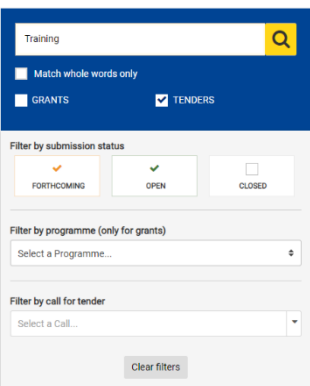 Training
Match whole words only
GRANTS TENDERS
Filter by submission status
FORTHCOMING OPEN CLOSED
Filter by programme (only for grants)
Select a Programme...
Filter by call for tender
Select a Call...
Clear filters